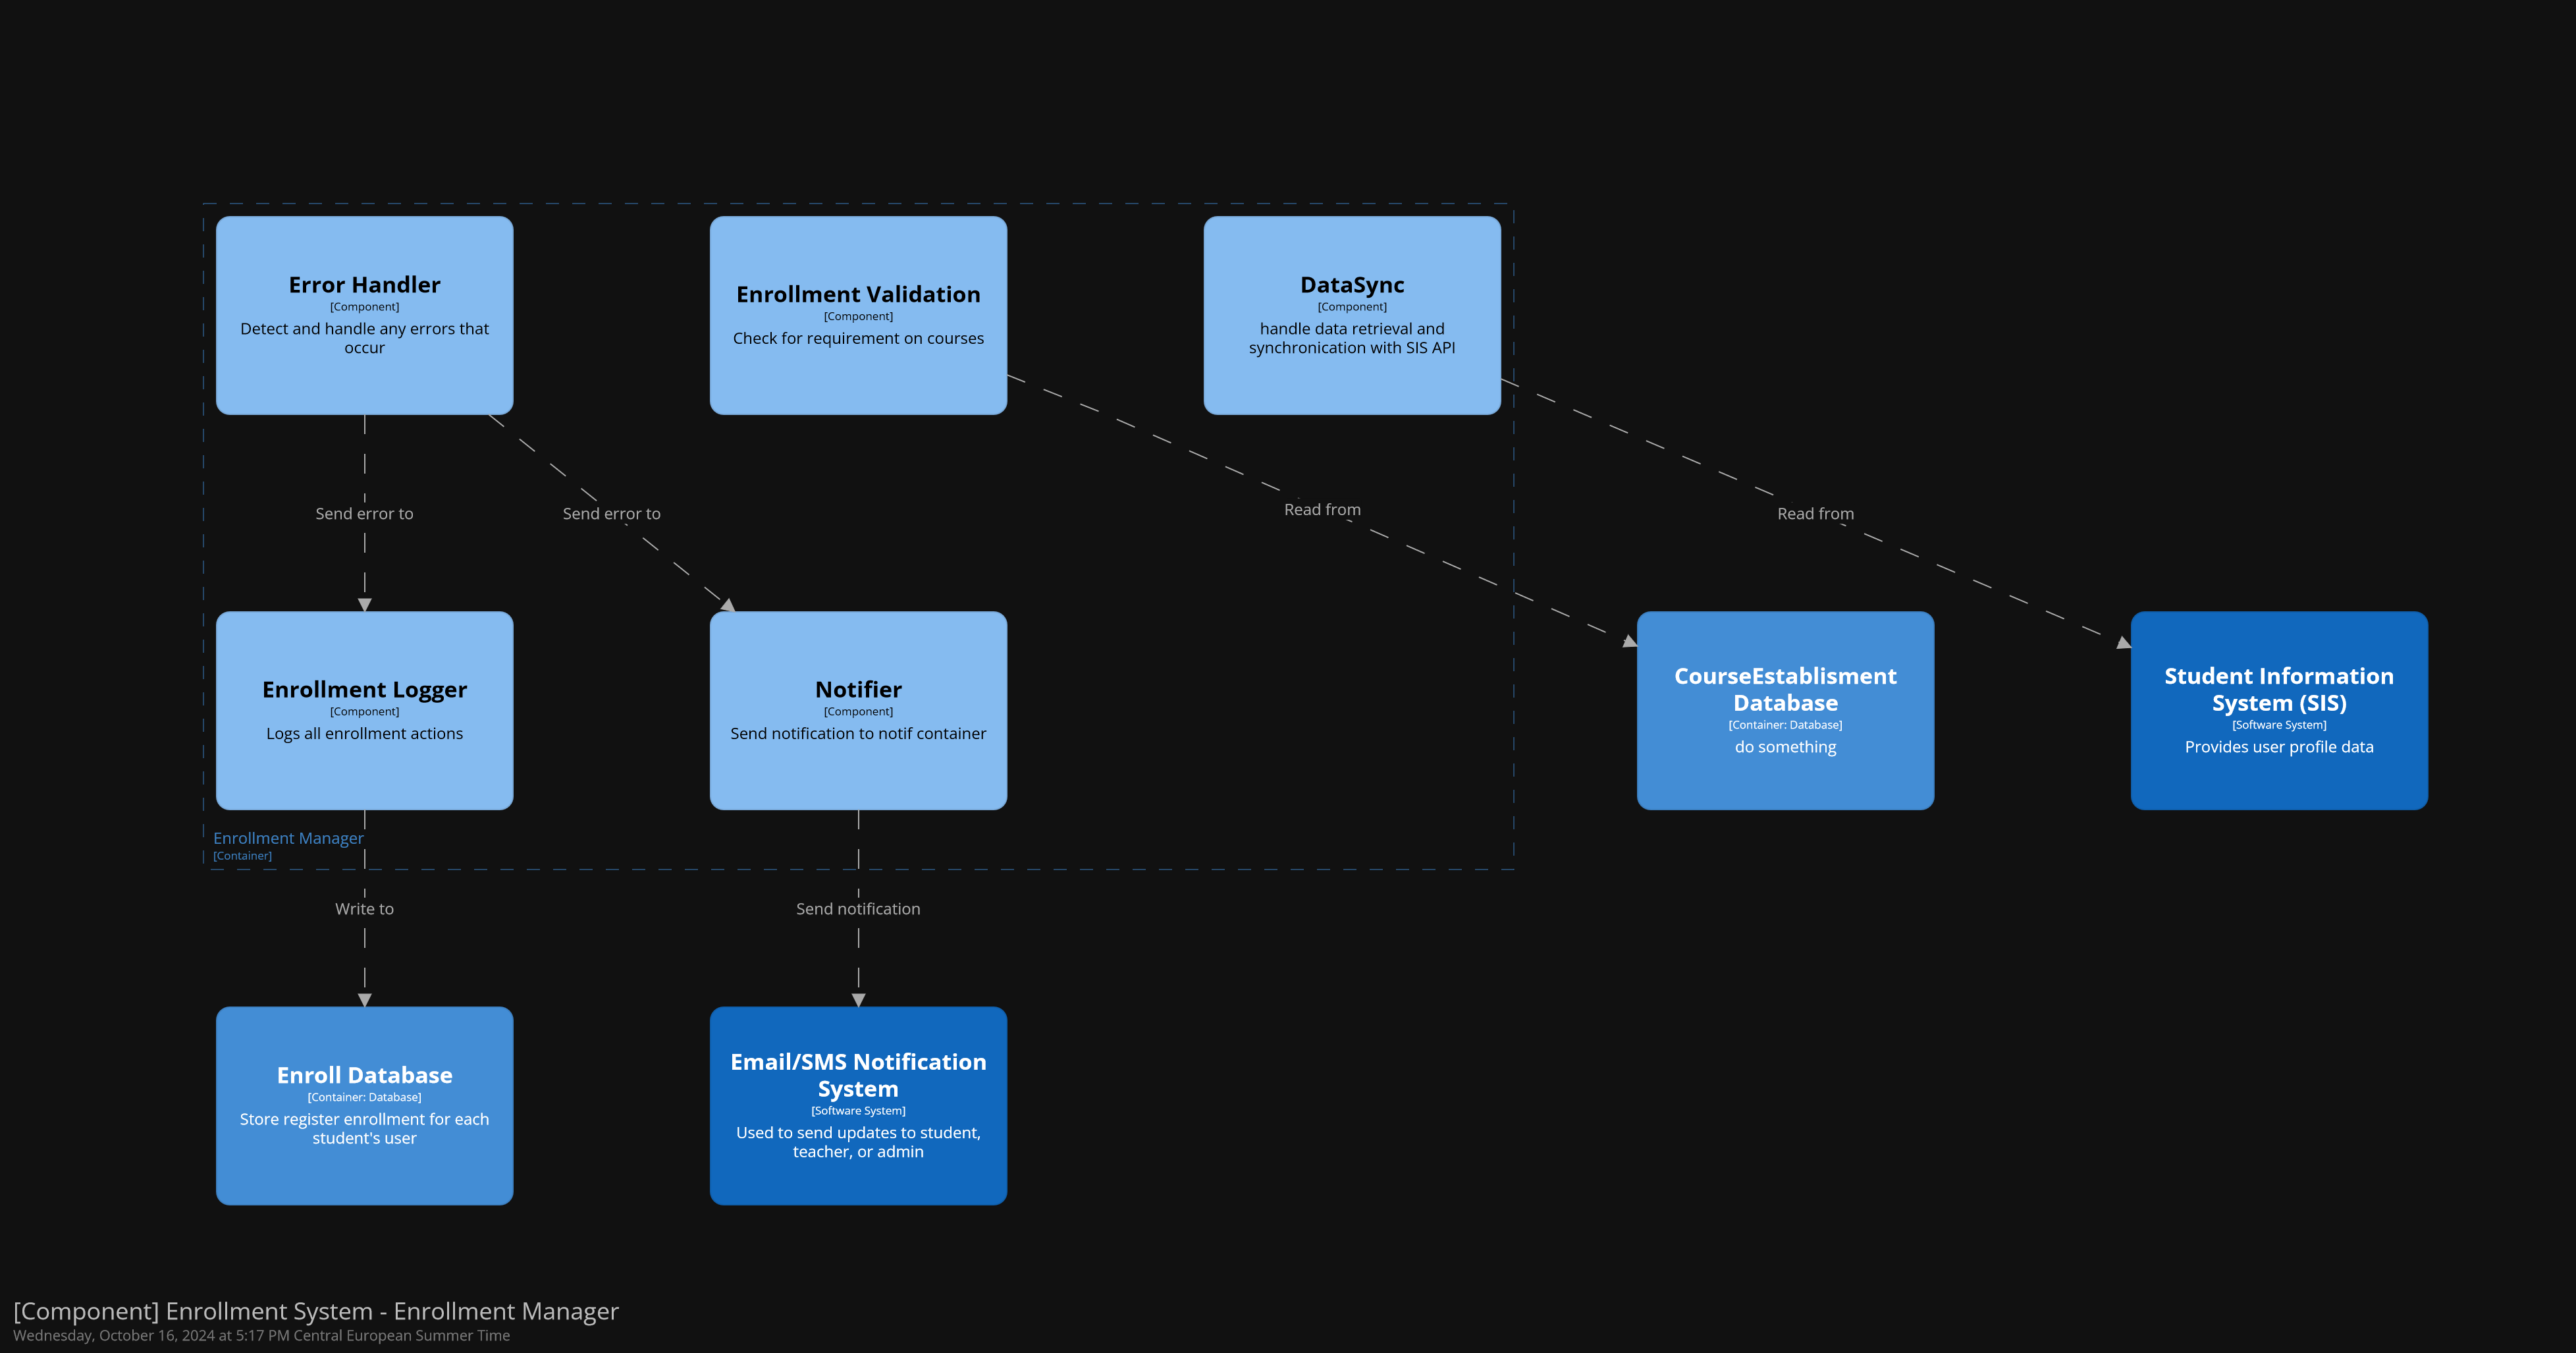 Error Handler
[Component]
Detect and handle any errors that
occur
Enrollment Validation
[Component]
Check for requirement on courses
DataSync
[Component]
handle data retrieval and
synchronication with SIS API
Send error to
Send error to
Read from
Read from
Enrollment Logger
[Component]
Logs all enrollment actions
Notifier
[Component]
Send notification to notif container
CourseEstablisment
Database
[Container: Database]
do something
Student Information
System (SIS)
[Software System]
Provides user profile data
Enrollment Manager
[Container]
Write to
Send notification
Enroll Database
[Container: Database]
Store register enrollment for each
student's user
Email/SMS Notification
System
[Software System]
Used to send updates to student,
teacher, or admin
[Component] Enrollment System - Enrollment Manager
Wednesday, October 16, 2024 at 5:17 PM Central European Summer Time